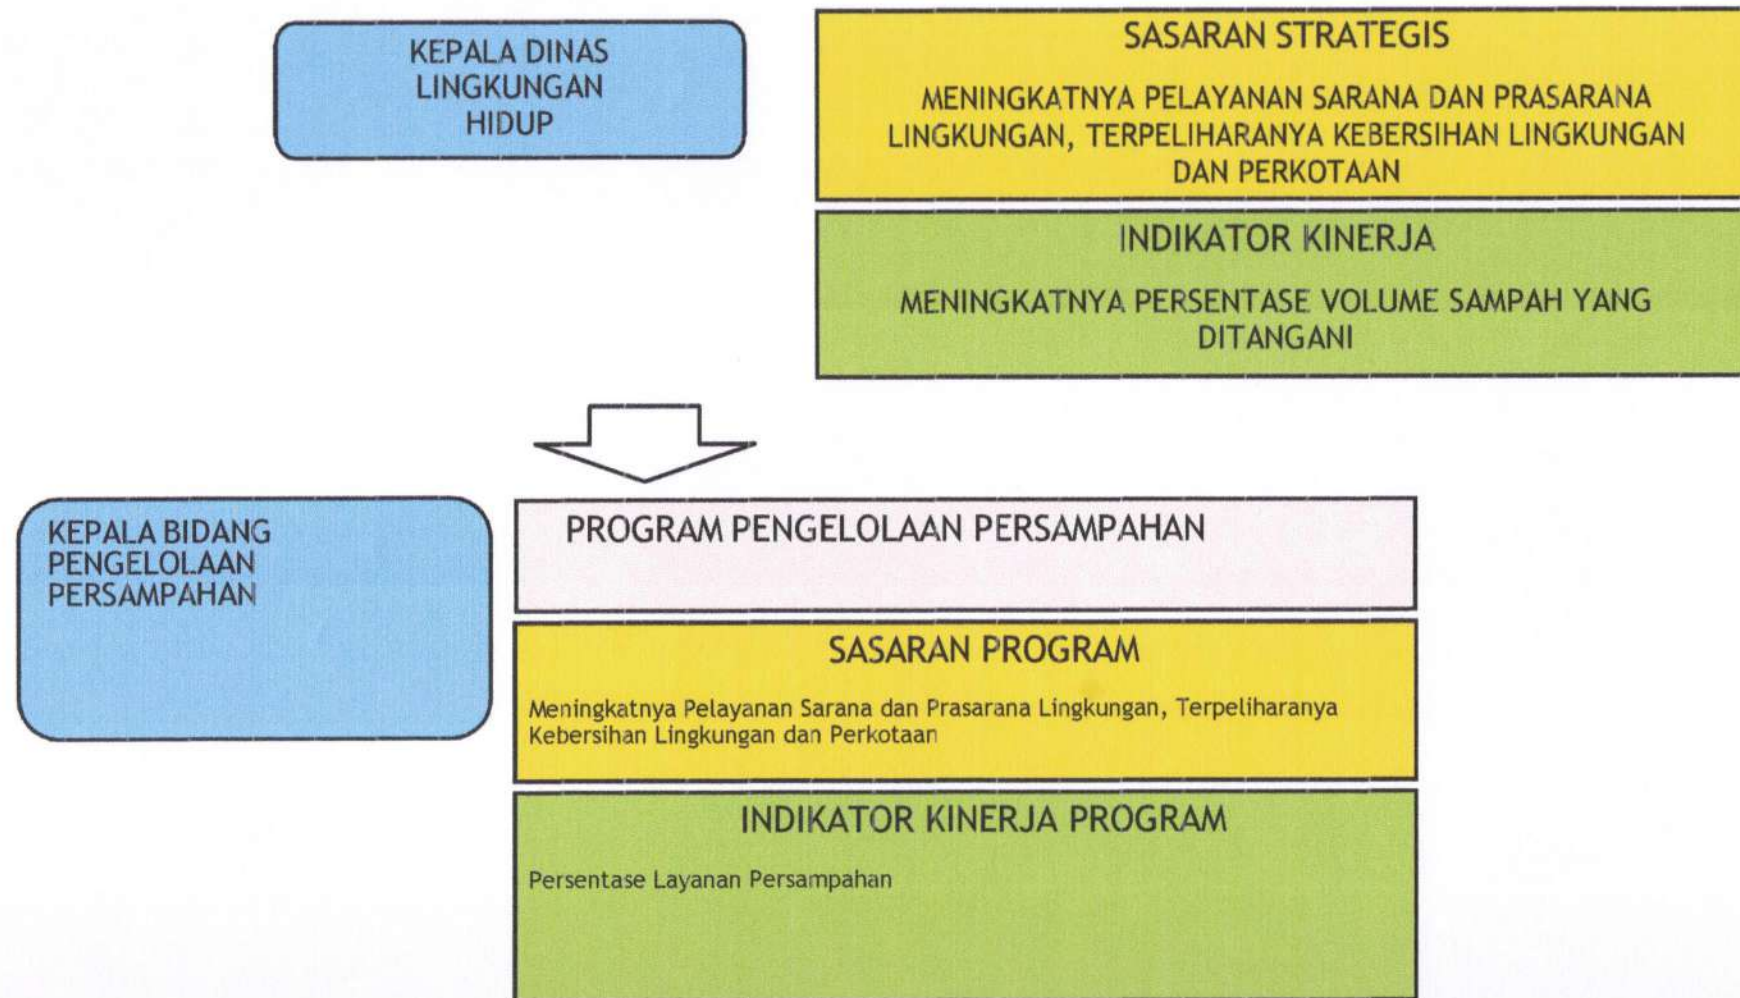 KEPALA DINAS
LINGKUNGAN
HIDUP
SASARAN STRATEGIS
MENINGKATNYA PELAYANAN SARANA DAN PRASARANA
LINGKUNGAN, TERPELIHARANYA KEBERSIHAN LINGKUNGAN
DAN PERKOTAAN
INDIKATOR KINERJA
MENINGKATNYA PERSENTASE VOLUME SAMPAH YANG
DITANGANI
KEPALA BIDANG
PENGELOLAAN
PERSAMPAHAN
PROGRAM PENGELOLAAN PERSAMPAHAN
SASARAN PROGRAM
Meningkatnya Pelayanan Sarana dan Prasarana Lingkungan, Terpeliharanya
Kebersihan Lingkungan dan Perkotaan
INDIKATOR KINERJA PROGRAM
Persentase Layanan Persampahan